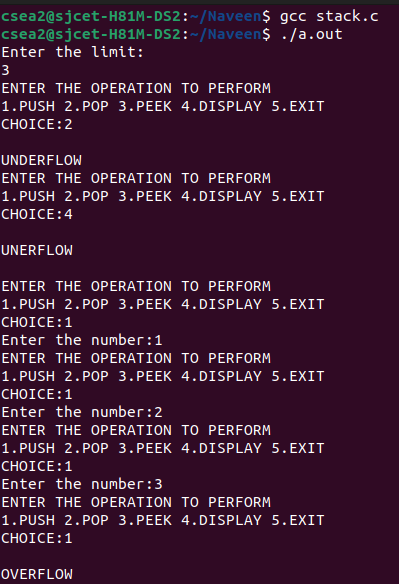 csea2@sjcet-H81M-DS2:~/Naveen$ gcc stack.c
csea2@sjcet-H81M-DS2:~/Naveen$ ./a.out
Enter the limit:
3
ENTER THE OPERATION TO PERFORM
1.PUSH 2.POP 3.PEEK 4.DISPLAY 5.EXIT
CHOICE:2
UNDERFLOW
ENTER THE OPERATION TO PERFORM
1.PUSH 2.POP 3.PEEK 4.DISPLAY 5.EXIT
CHOICE:4
UNERFLOW
ENTER THE OPERATION TO PERFORM
1.PUSH 2.POP 3.PEEK 4.DISPLAY 5.EXIT
CHOICE:1
Enter the number:1
ENTER THE OPERATION TO PERFORM
1.PUSH 2.POP 3.PEEK 4.DISPLAY 5.EXIT
CHOICE:1
Enter the number:2
ENTER THE OPERATION TO PERFORM
1.PUSH 2.POP 3.PEEK 4.DISPLAY 5.EXIT
CHOICE:1
Enter the number:3
ENTER THE OPERATION TO PERFORM
1.PUSH 2.POP 3.PEEK 4.DISPLAY 5.EXIT
CHOICE:1
OVERFLOW